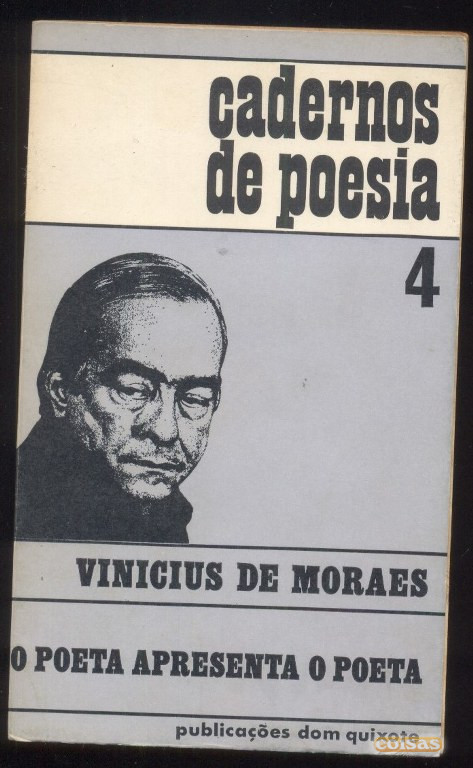 cadernos
de poesia
4
VINICIUS DE MORAES
O POETA APRESENTA O POETA
publicações dom quixote
coisas